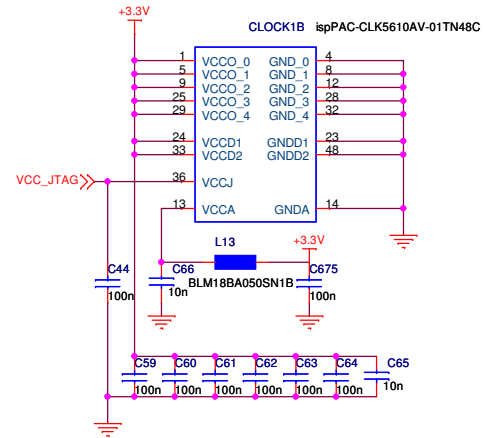 +3.3V
CLOCK1B ispPAC-CLK5610AV-01TN48C
1 VCCO_0 GND_0 4
5 VCCO_1 GND_1 8
9 VCCO_2 GND_2 12
25 VCCO_3 GND_3 28
29 VCCO_4 GND_4 32
24 VCCD1 GNDD1 23
33 VCCD2 GNDD2 48
VCC_JTAG 36 VCCJ
13 VCCA GNDA 14
L13 +3.3V
C44 C66 C675
BLM18BA050SN1B
100n 10n 100n
C59 C60 C61 C62 C63 C64 C65
100n 100n 100n 100n 100n 100n 10n